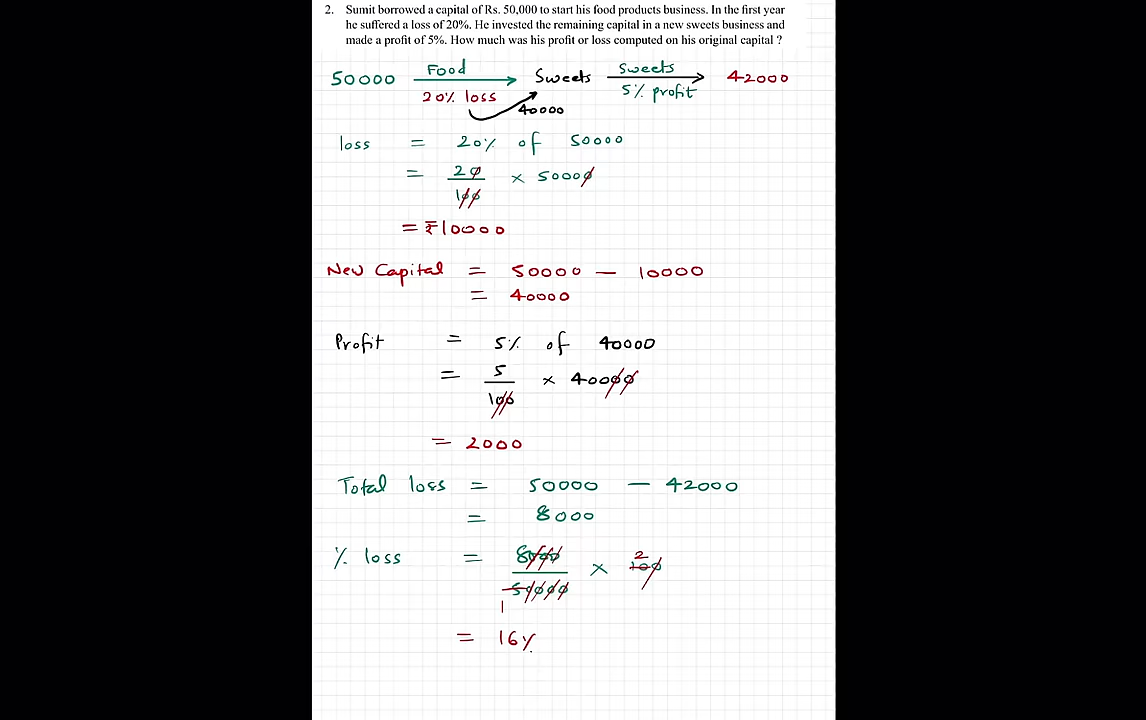 2. Sumit borrowed a capital of Rs. 50,000 to start his food products business. In the first year
he suffered a loss of 20%. He invested the remaining capital in a new sweets business and
made a profit of 5%. How much was his profit or loss computed on his original capital ?
50000 Food Sweets Sweets 42000
20% loss 5% profit
40000
loss = 20% of 50000
= 20/100 × 50000
= ₹10000
New Capital = 50000 - 10000
= 40000
Profit = 5% of 40000
= 5/100 × 40000
= 2000
Total loss = 50000 - 42000
= 8000
% loss = 8000/50000 × 100
2
1
= 16%